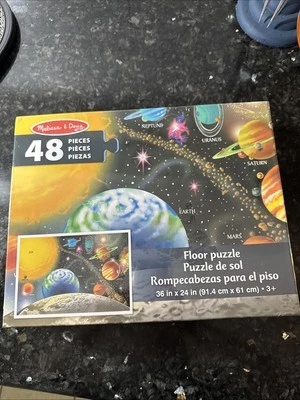 Melissa & Doug
48 PIECES
PIÈCES
PIEZAS
NEPTUNE
URANUS
SATURN
EARTH
MARS
Floor puzzle
Puzzle de sol
Rompecabezas para el piso
36 in x 24 in (91.4 cm x 61 cm) • 3+